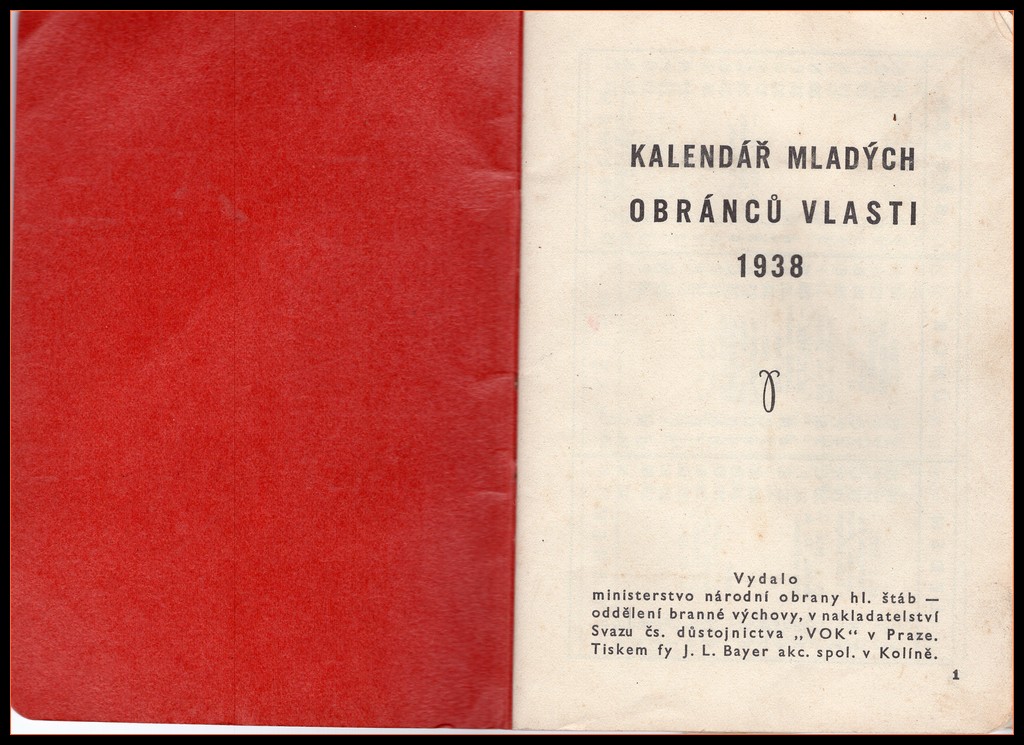 KALENDÁŘ MLADÝCH
OBRÁNCŮ VLASTI
1938
Vydalo
ministerstvo národní obrany hl. štáb —
oddělení branné výchovy, v nakladatelství
Svazu čs. důstojnictva „VOK“ v Praze.
Tiskem fy J. L. Bayer akc. spol. v Kolíně.
1